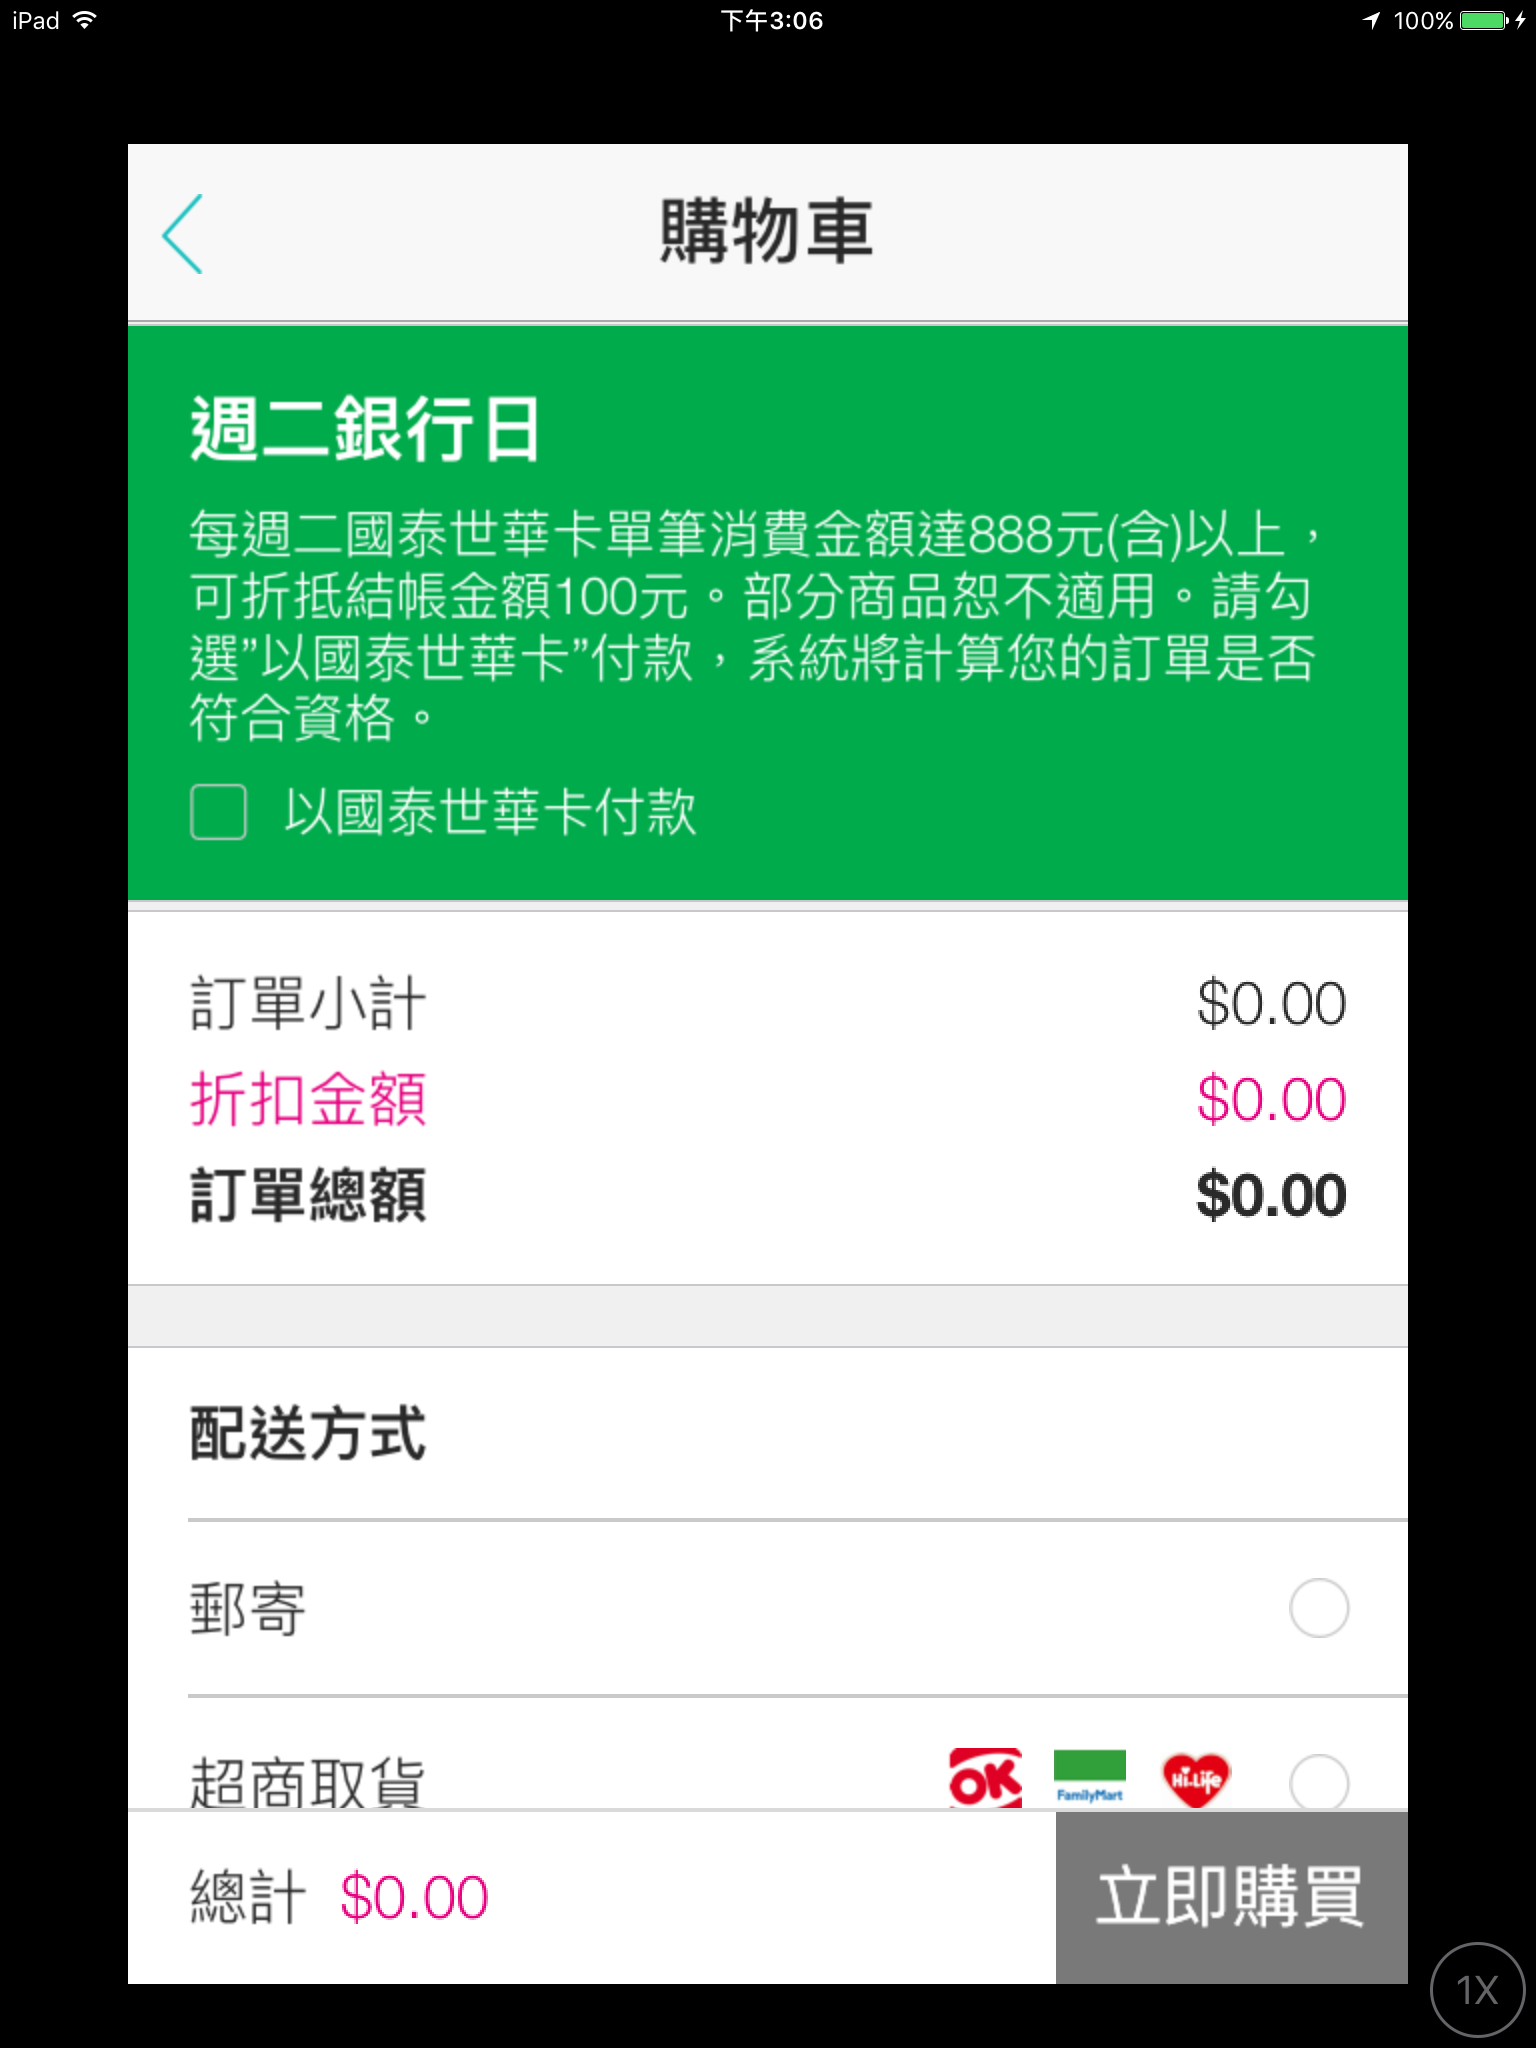 iPad 下午3:06 100%
購物車
週二銀行日
每週二國泰世華卡單筆消費金額達888元(含)以上，
可折抵結帳金額100元。部分商品恕不適用。請勾
選”以國泰世華卡”付款，系統將計算您的訂單是否
符合資格。
以國泰世華卡付款
訂單小計 $0.00
折扣金額 $0.00
訂單總額 $0.00
配送方式
郵寄
超商取貨 OK FamilyMart Hi-Life
總計 $0.00 立即購買
1X